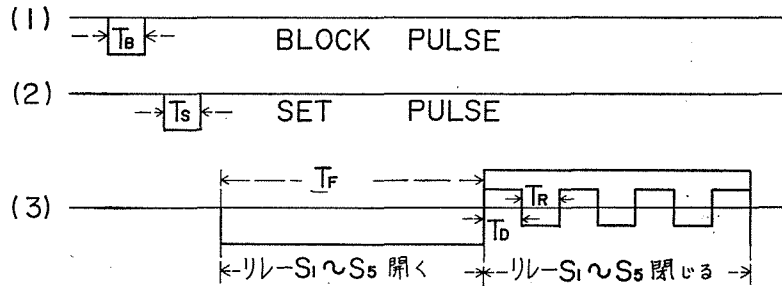 (1) TB BLOCK PULSE
(2) TS SET PULSE
(3) TF TR
TD
リレーS1～S5 開く リレーS1～S5 閉じる